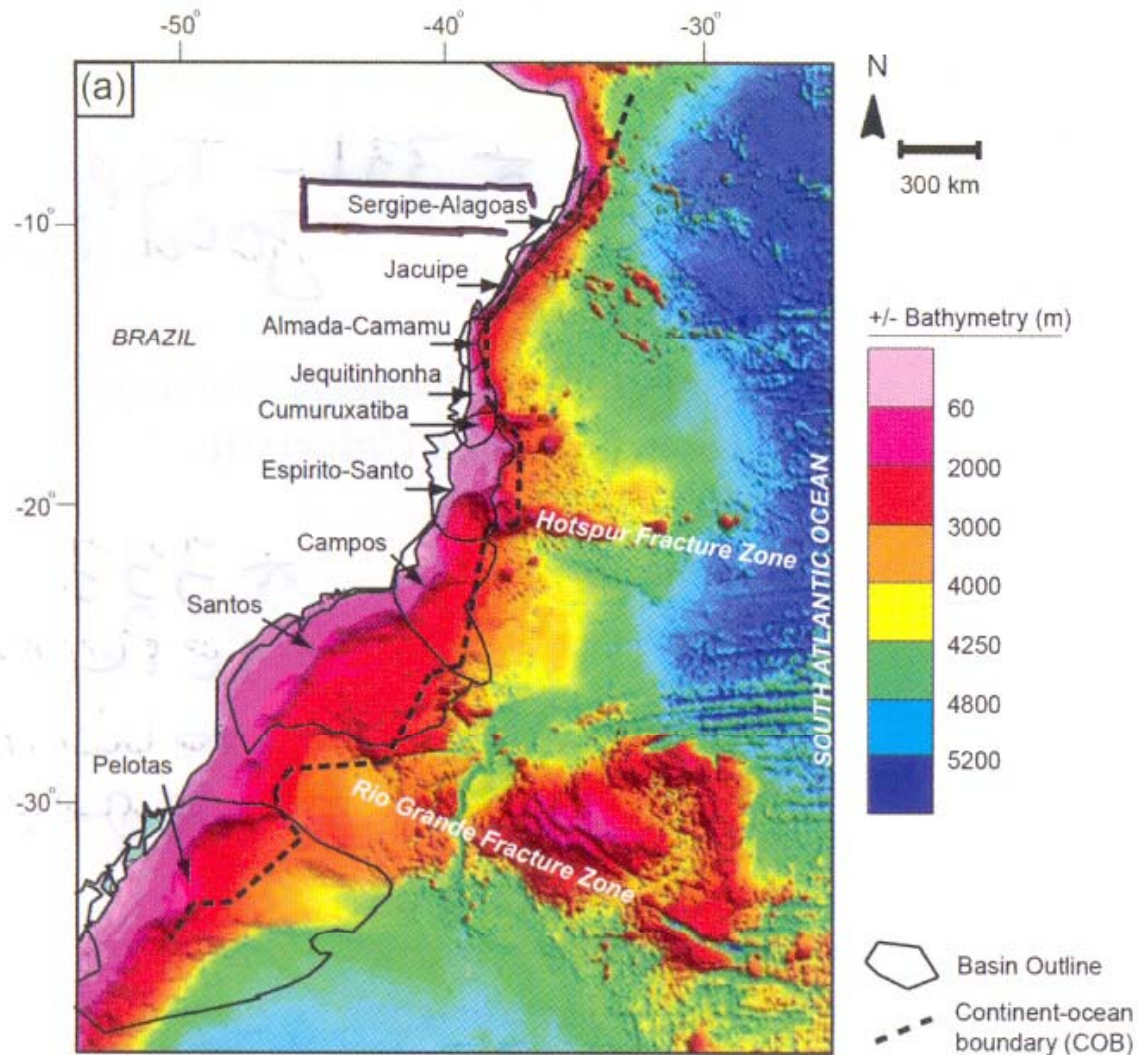 -50°
-40°
-30°
(a)
N
300 km
Sergipe-Alagoas
-10°
Jacuipe
BRAZIL
Almada-Camamu
+/- Bathymetry (m)
Jequitinhonha
60
Cumuruxatiba
2000
Espirito-Santo
3000
-20°
Hotspur Fracture Zone
Campos
4000
SOUTH ATLANTIC OCEAN
Santos
4250
4800
5200
Pelotas
-30°
Rio Grande Fracture Zone
Basin Outline
Continent-ocean
boundary (COB)